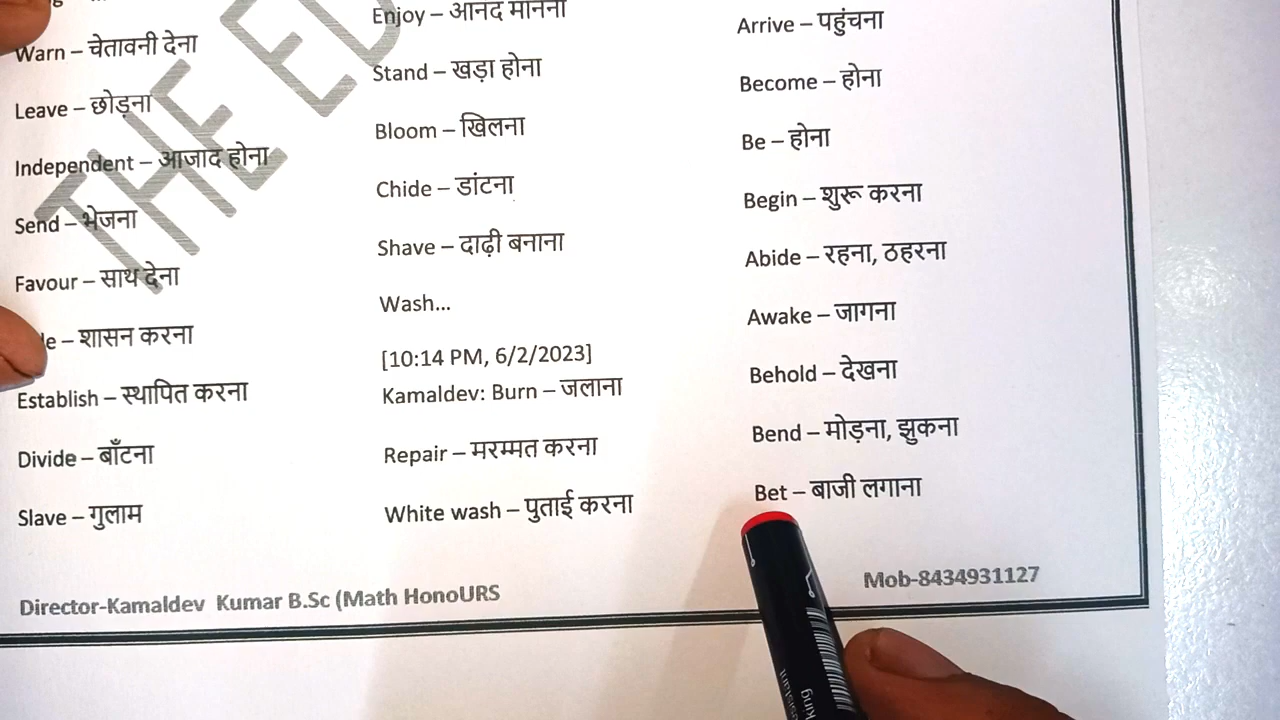 Warn – चेतावनी देना
Leave – छोड़ना
Independent – आजाद होना
Send – भेजना
Favour – साथ देना
शासन करना
Establish – स्थापित करना
Divide – बाँटना
Slave – गुलाम
Enjoy – आनंद मानना
Stand – खड़ा होना
Bloom – खिलना
Chide – डांटना
Shave – दाढ़ी बनाना
Wash...
[10:14 PM, 6/2/2023]
Kamaldev: Burn – जलाना
Repair – मरम्मत करना
White wash – पुताई करना
Arrive – पहुंचना
Become – होना
Be – होना
Begin – शुरू करना
Abide – रहना, ठहरना
Awake – जागना
Behold – देखना
Bend – मोड़ना, झुकना
Bet – बाजी लगाना
Director-Kamaldev Kumar B.Sc (Math HonoURS
Mob-8434931127
THE